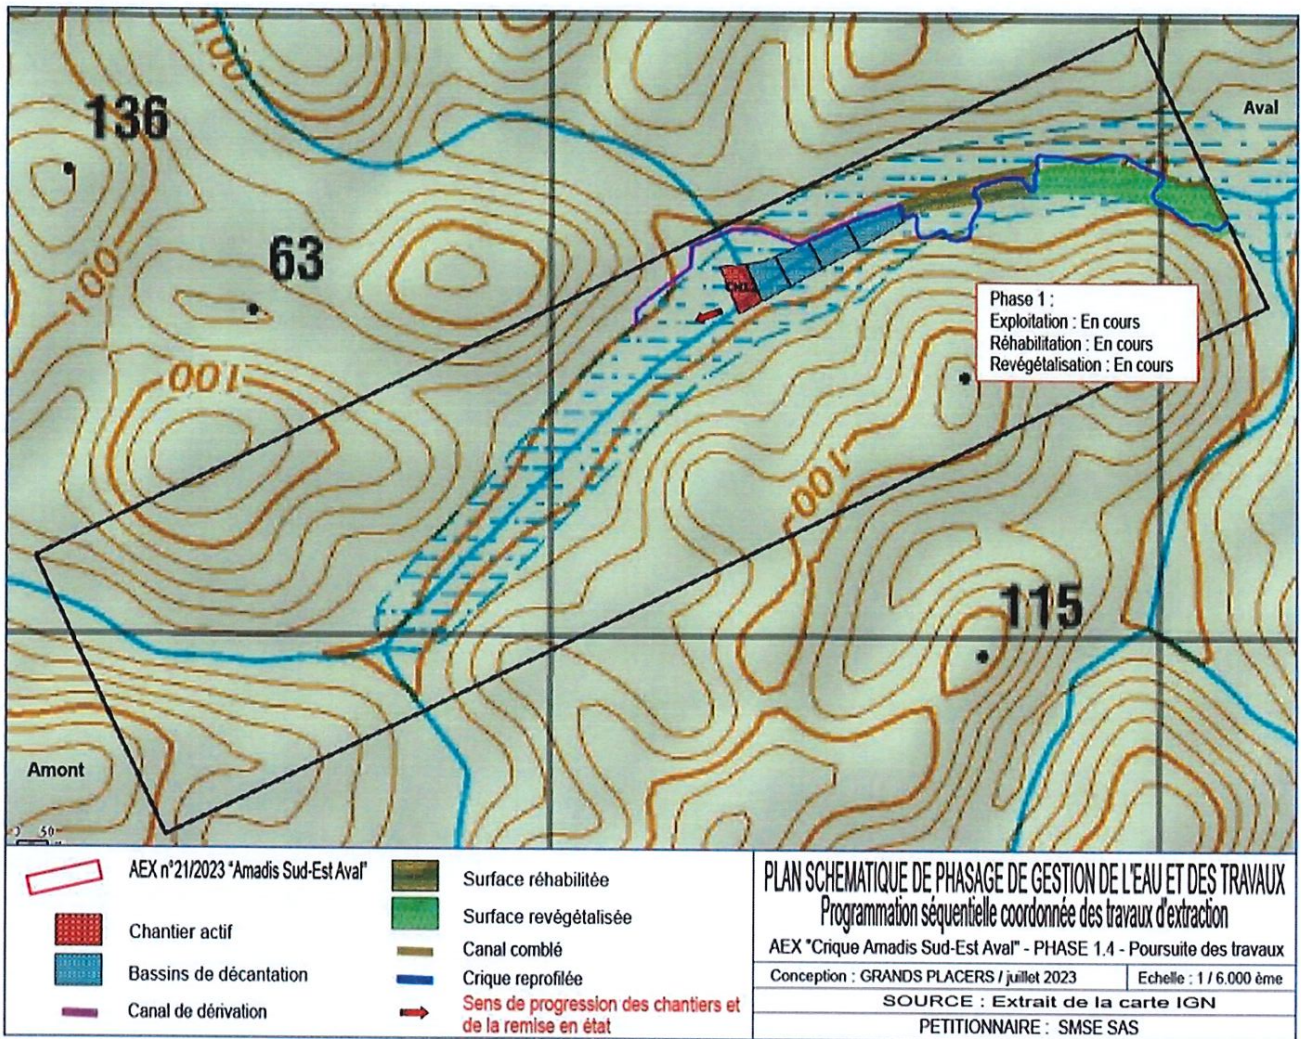 100
136
Aval
63
100
Phase 1 :
Exploitation : En cours
Réhabilitation : En cours
Revégétalisation : En cours
100
100
115
Amont
0 50
AEX n°21/2023 "Amadis Sud-Est Aval"
Chantier actif
Bassins de décantation
Canal de dérivation
Surface réhabilitée
Surface revégétalisée
Canal comblé
Crique reprofilée
Sens de progression des chantiers et
de la remise en état
PLAN SCHEMATIQUE DE PHASAGE DE GESTION DE L'EAU ET DES TRAVAUX
Programmation séquentielle coordonnée des travaux d'extraction
AEX "Crique Amadis Sud-Est Aval" - PHASE 1.4 - Poursuite des travaux
Conception : GRANDS PLACERS / juillet 2023
Echelle : 1 / 6.000 ème
SOURCE : Extrait de la carte IGN
PETITIONNAIRE : SMSE SAS